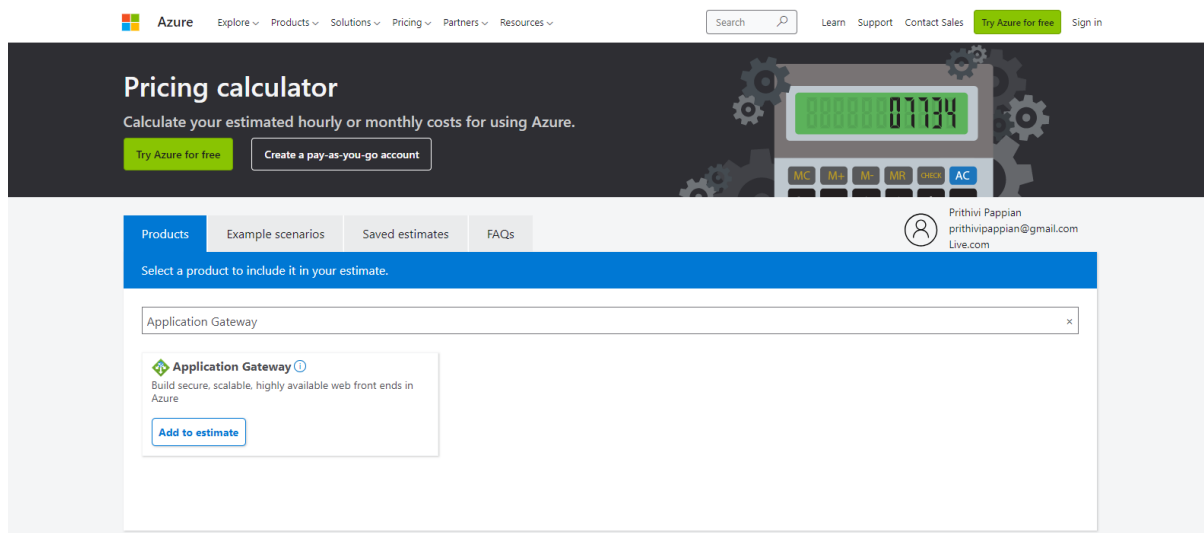 Azure Explore Products Solutions Pricing Partners Resources Search Learn Support Contact Sales Try Azure for free Sign in
Pricing calculator
Calculate your estimated hourly or monthly costs for using Azure.
Try Azure for free Create a pay-as-you-go account
07734
MC M+ M- MR CHECK AC
Products Example scenarios Saved estimates FAQs
Prithivi Pappian
prithivipappian@gmail.com
Live.com
Select a product to include it in your estimate.
Application Gateway ×
Application Gateway
Build secure, scalable, highly available web front ends in
Azure
Add to estimate